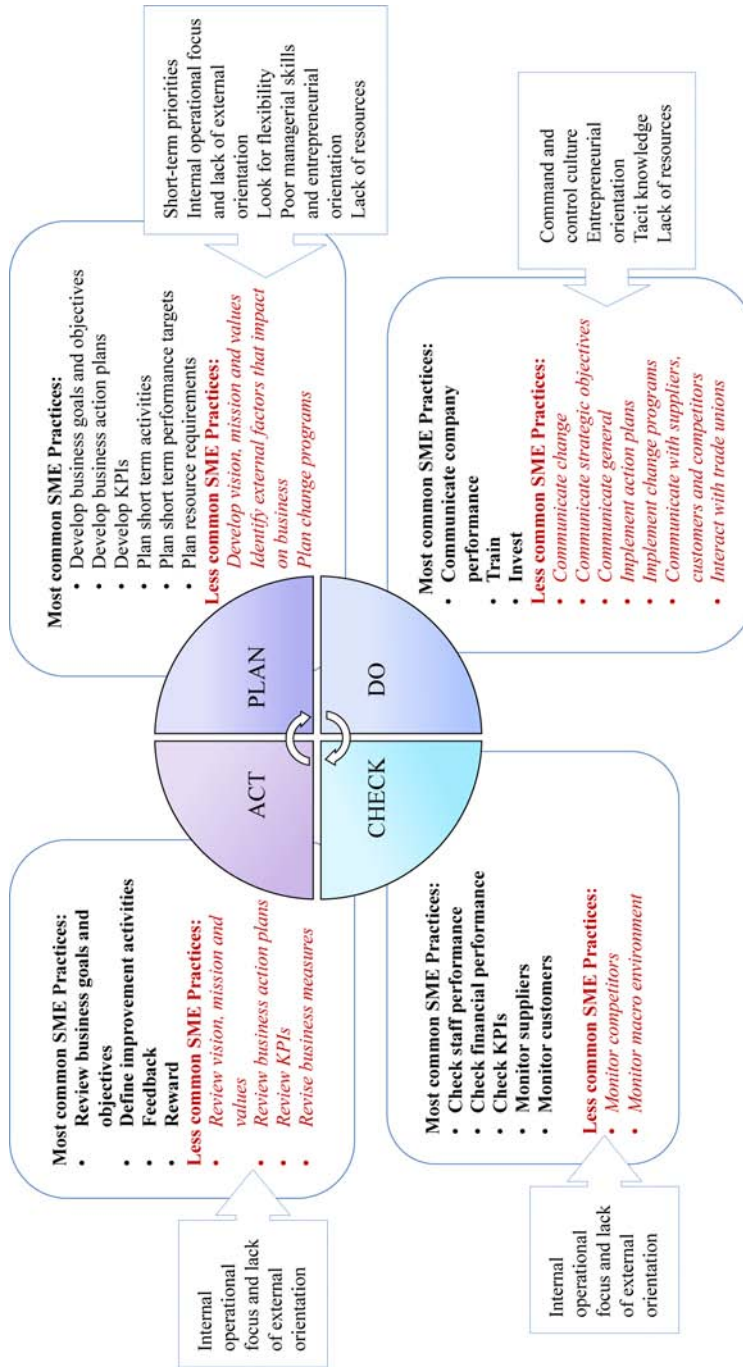 Internal
operational
focus and lack
of external
orientation
Most common SME Practices:
• Review business goals and
objectives
• Define improvement activities
• Feedback
• Reward
Less common SME Practices:
• Review vision, mission and
values
• Review business action plans
• Review KPIs
• Revise business measures
ACT
PLAN
CHECK
DO
Most common SME Practices:
• Develop business goals and objectives
• Develop business action plans
• Develop KPIs
• Plan short term activities
• Plan short term performance targets
• Plan resource requirements
Less common SME Practices:
• Develop vision, mission and values
• Identify external factors that impact
on business
• Plan change programs
Short-term priorities
Internal operational focus
and lack of external
orientation
Look for flexibility
Poor managerial skills
and entrepreneurial
orientation
Lack of resources
Internal
operational
focus and lack
of external
orientation
Most common SME Practices:
• Check staff performance
• Check financial performance
• Check KPIs
• Monitor suppliers
• Monitor customers
Less common SME Practices:
• Monitor competitors
• Monitor macro environment
Most common SME Practices:
• Communicate company
performance
• Train
• Invest
Less common SME Practices:
• Communicate change
• Communicate strategic objectives
• Communicate general
• Implement action plans
• Implement change programs
• Communicate with suppliers,
customers and competitors
• Interact with trade unions
Command and
control culture
Entrepreneurial
orientation
Tacit knowledge
Lack of resources